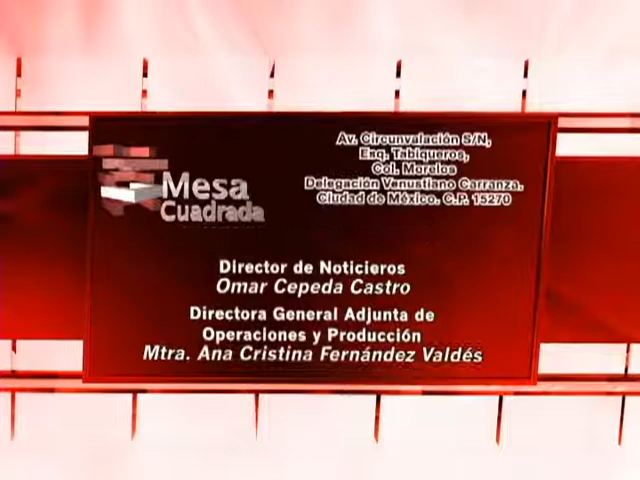 Mesa
Cuadrada
Av. Circunvalación S/N,
Esq. Tabiqueros,
Col. Morelos
Delegación Venustiano Carranza.
Ciudad de México. C.P. 15270
Director de Noticieros
Omar Cepeda Castro
Directora General Adjunta de
Operaciones y Producción
Mtra. Ana Cristina Fernández Valdés